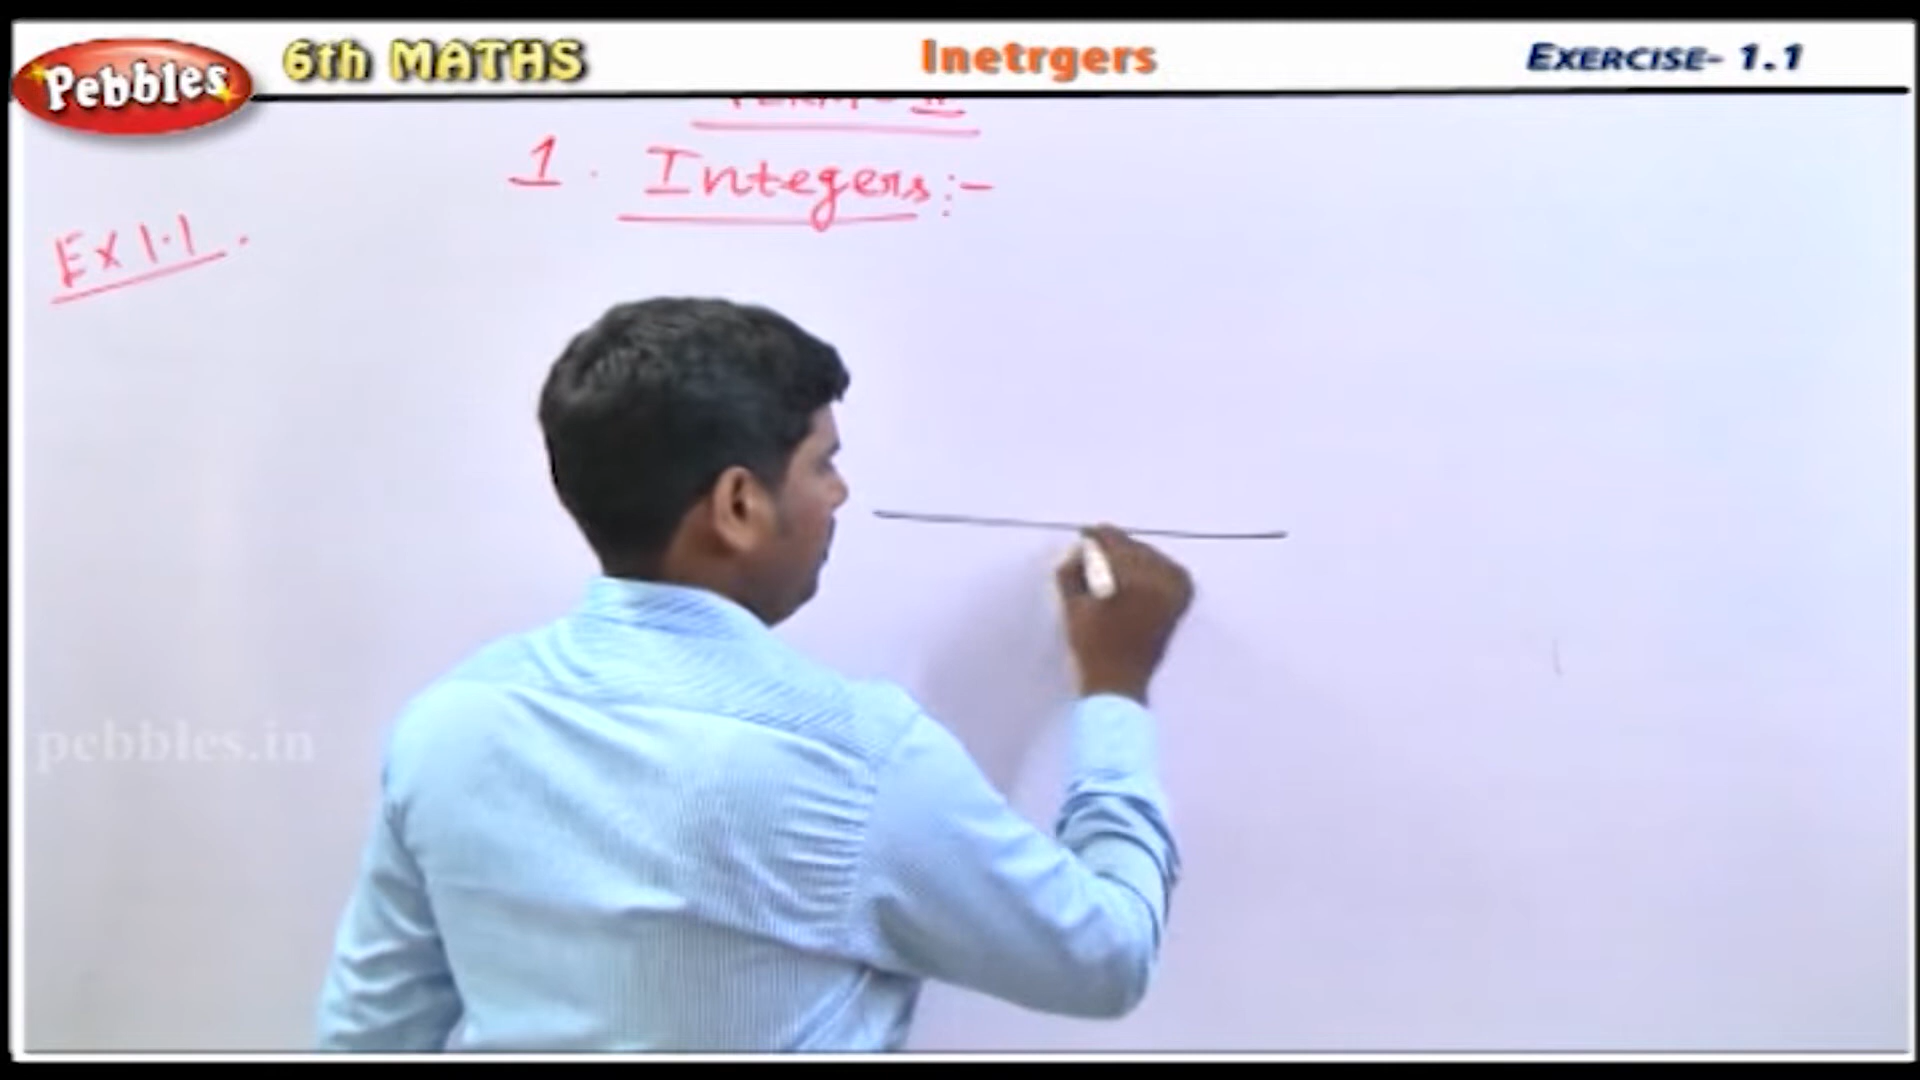 Pebbles 6th MATHS Inetrgers EXERCISE- 1.1
1. Integers:-
Ex 1.1.
pebbles.in